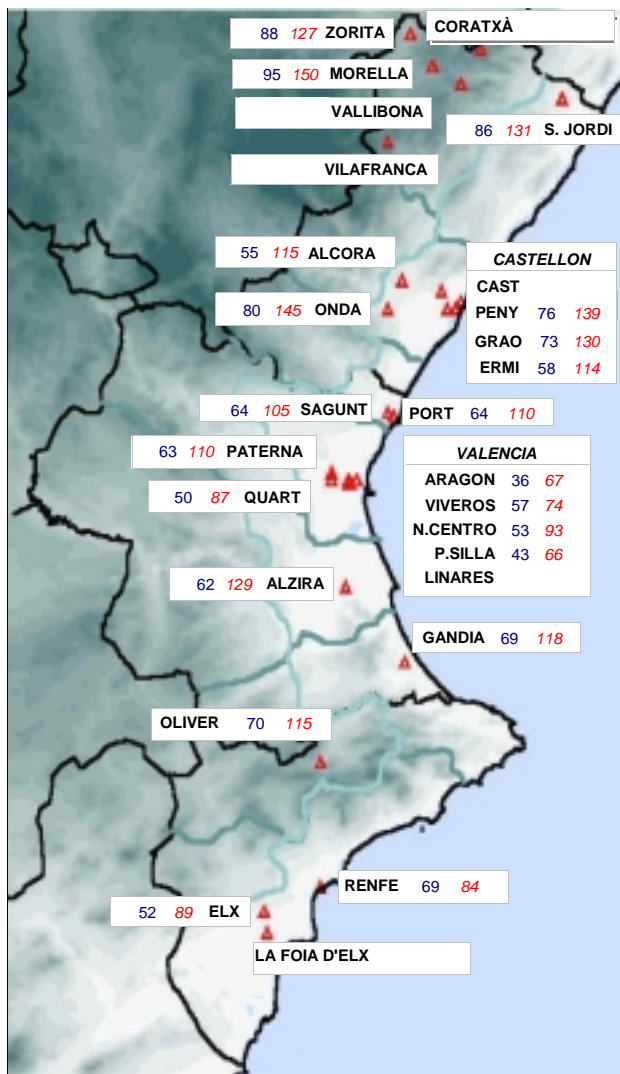 88 127 ZORITA
CORATXÀ
95 150 MORELLA
VALLIBONA
86 131 S. JORDI
VILAFRANCA
55 115 ALCORA
80 145 ONDA
CASTELLON
CAST
PENY 76 139
GRAO 73 130
ERMI 58 114
64 105 SAGUNT
PORT 64 110
63 110 PATERNA
50 87 QUART
VALENCIA
ARAGON 36 67
VIVEROS 57 74
N.CENTRO 53 93
P.SILLA 43 66
LINARES
62 129 ALZIRA
GANDIA 69 118
OLIVER 70 115
RENFE 69 84
52 89 ELX
LA FOIA D'ELX